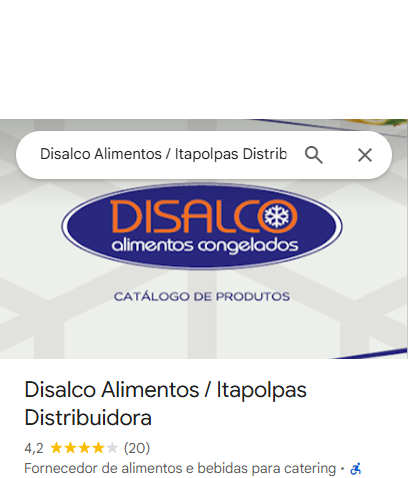 Disalco Alimentos / Itapolpas Distrib
DISALCO
alimentos congelados
CATÁLOGO DE PRODUTOS
Disalco Alimentos / Itapolpas
Distribuidora
4,2 (20)
Fornecedor de alimentos e bebidas para catering •